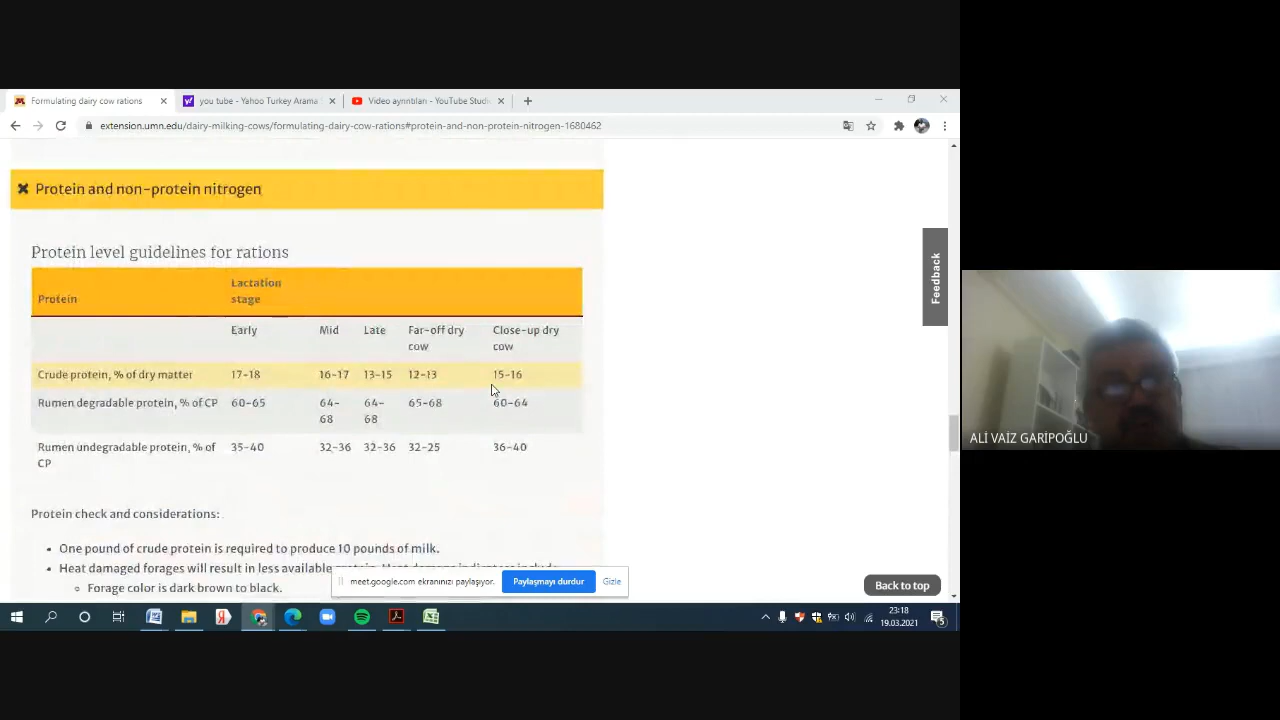 Formulating dairy cow rations
you tube - Yahoo Turkey Arama
Video ayrıntıları - YouTube Stud
extension.umn.edu/dairy-milking-cows/formulating-dairy-cow-rations#protein-and-non-protein-nitrogen-1680462
Protein and non-protein nitrogen
Protein level guidelines for rations
Protein Lactation stage
Early Mid Late Far-off dry cow Close-up dry cow
Crude protein, % of dry matter 17-18 16-17 13-15 12-13 15-16
Rumen degradable protein, % of CP 60-65 64-68 64-68 65-68 60-64
Rumen undegradable protein, % of CP 35-40 32-36 32-36 32-25 36-40
Protein check and considerations:
One pound of crude protein is required to produce 10 pounds of milk.
Heat damaged forages will result in less available
Forage color is dark brown to black.
meet.google.com ekranınızı paylaşıyor. Paylaşmayı durdur Gizle
Feedback
Back to top
23:18
19.03.2021
ALİ VAİZ GARİPOĞLU